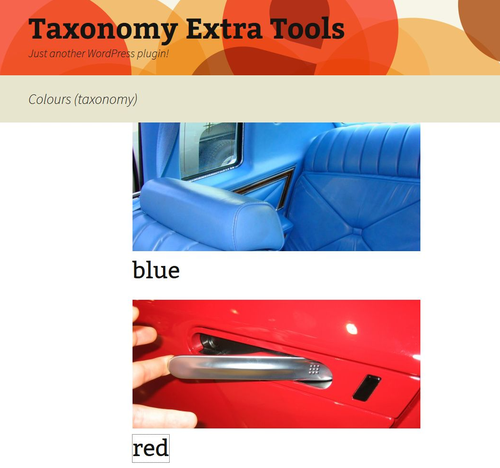 Taxonomy Extra Tools
Just another WordPress plugin!
Colours (taxonomy)
blue
red